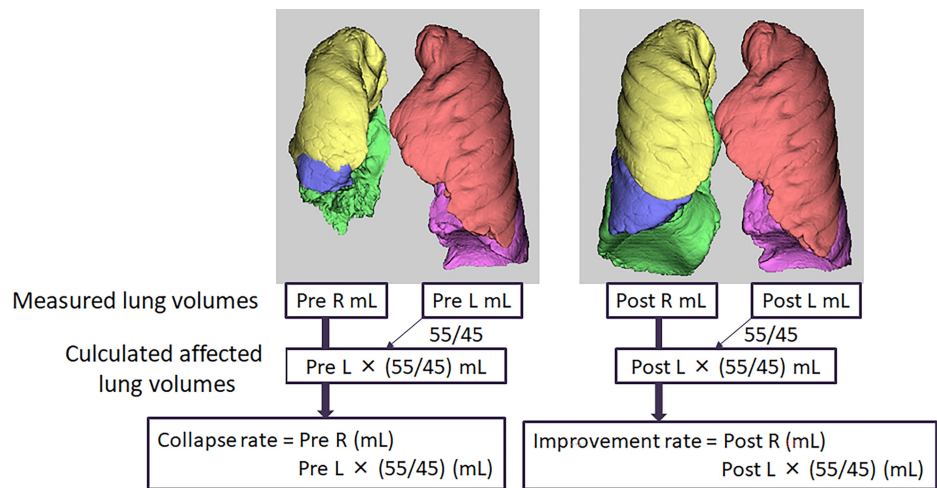 Measured lung volumes
Pre R mL
Pre L mL
Post R mL
Post L mL
55/45
55/45
Culculated affected
lung volumes
Pre L × (55/45) mL
Post L × (55/45) mL
Collapse rate = Pre R (mL)
Pre L × (55/45) (mL)
Improvement rate = Post R (mL)
Post L × (55/45) (mL)